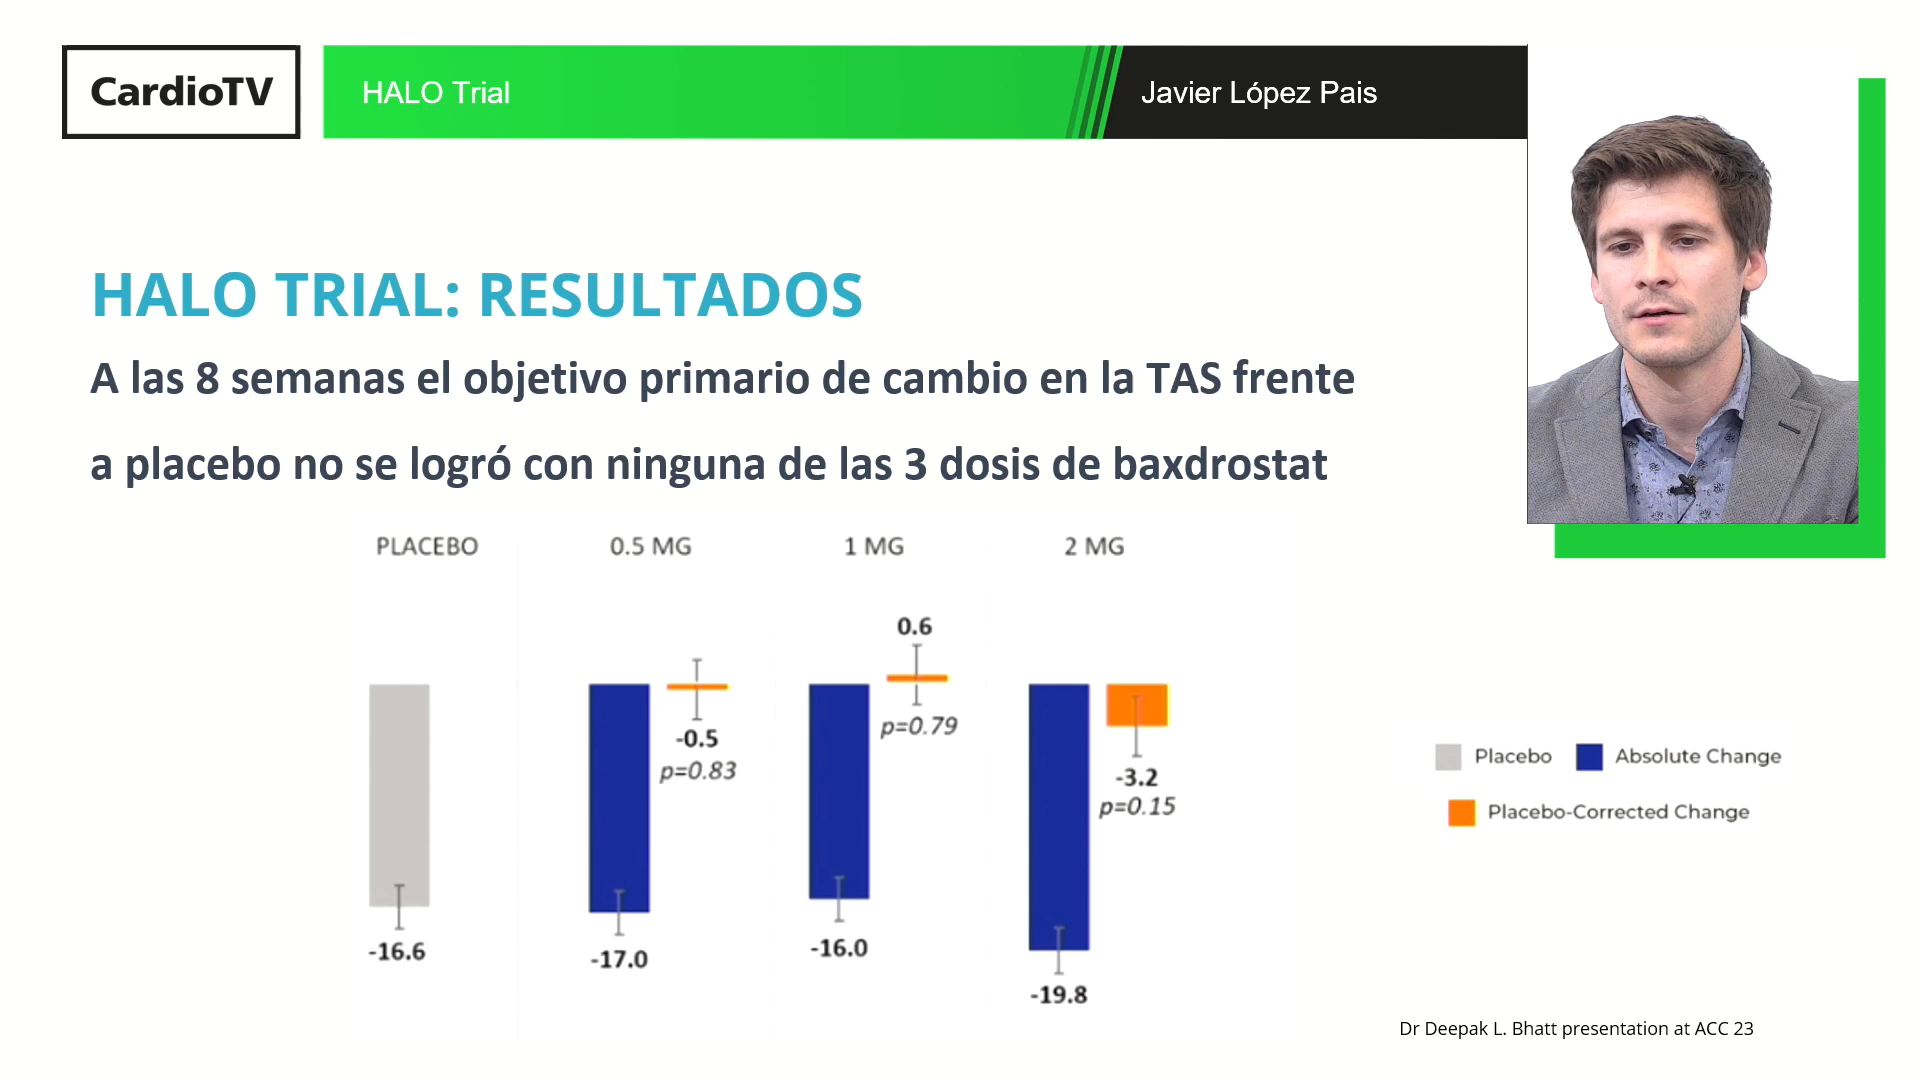 CardioTV
HALO Trial
Javier López Pais
HALO TRIAL: RESULTADOS
A las 8 semanas el objetivo primario de cambio en la TAS frente
a placebo no se logró con ninguna de las 3 dosis de baxdrostat
PLACEBO
0.5 MG
1 MG
2 MG
0.6
-0.5
p=0.83
p=0.79
-3.2
p=0.15
-16.6
-17.0
-16.0
-19.8
Placebo
Absolute Change
Placebo-Corrected Change
Dr Deepak L. Bhatt presentation at ACC 23